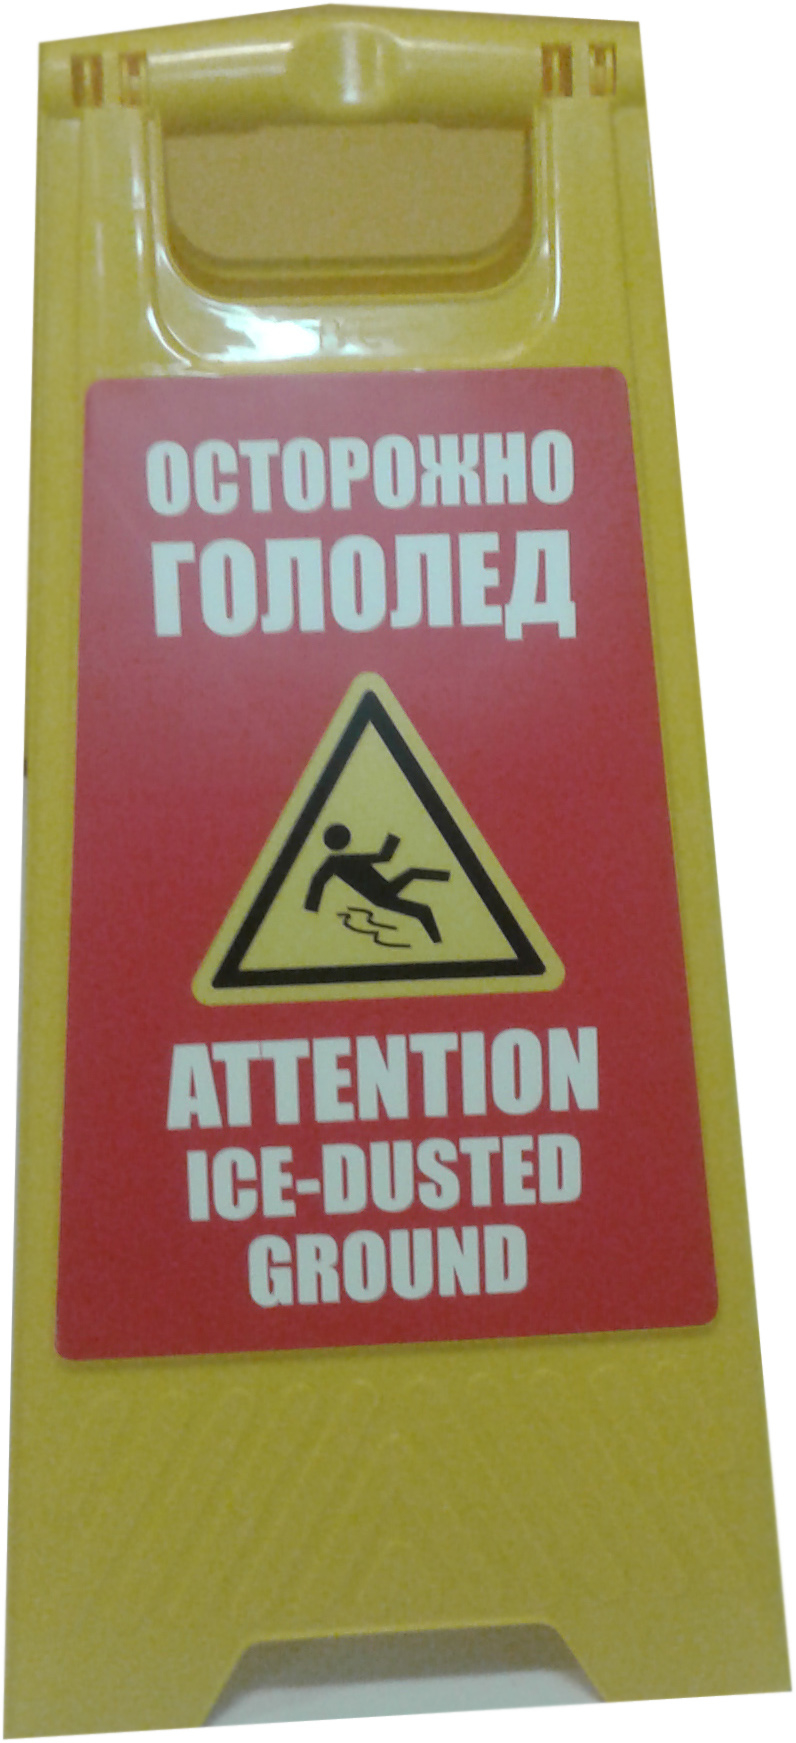 ОСТОРОЖНО
ГОЛОЛЕД
ATTENTION
ICE-DUSTED
GROUND